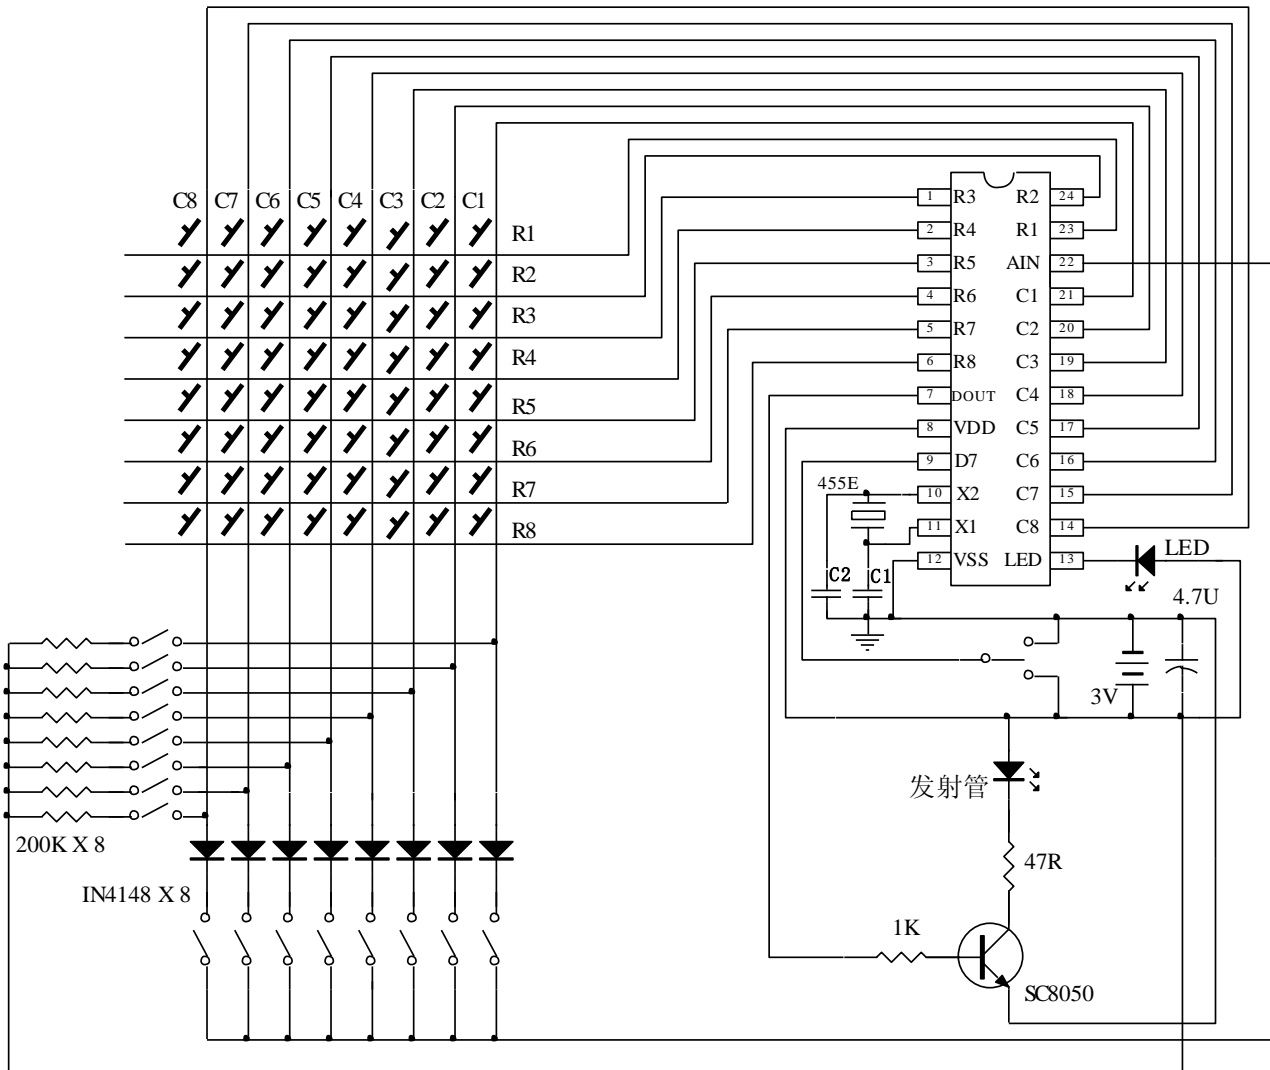 C8 C7 C6 C5 C4 C3 C2 C1
R1
R2
R3
R4
R5
R6
R7
R8
1 R3 R2 24
2 R4 R1 23
3 R5 AIN 22
4 R6 C1 21
5 R7 C2 20
6 R8 C3 19
7 DOUT C4 18
8 VDD C5 17
9 D7 C6 16
455E
10 X2 C7 15
11 X1 C8 14
12 VSS LED 13
LED
C2 C1
4.7U
3V
发射管
200K X 8
47R
IN4148 X 8
1K
SC8050